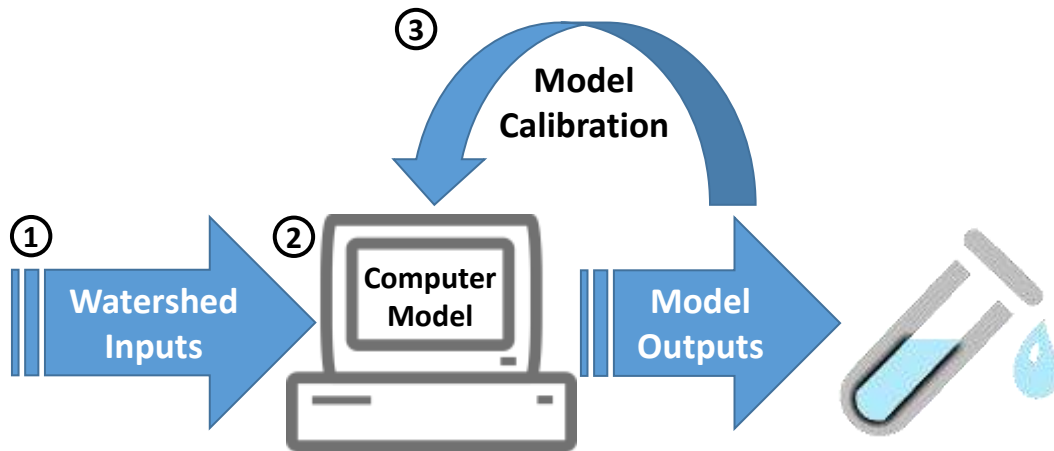 ③
Model
Calibration
①
Watershed
Inputs
②
Computer
Model
Model
Outputs